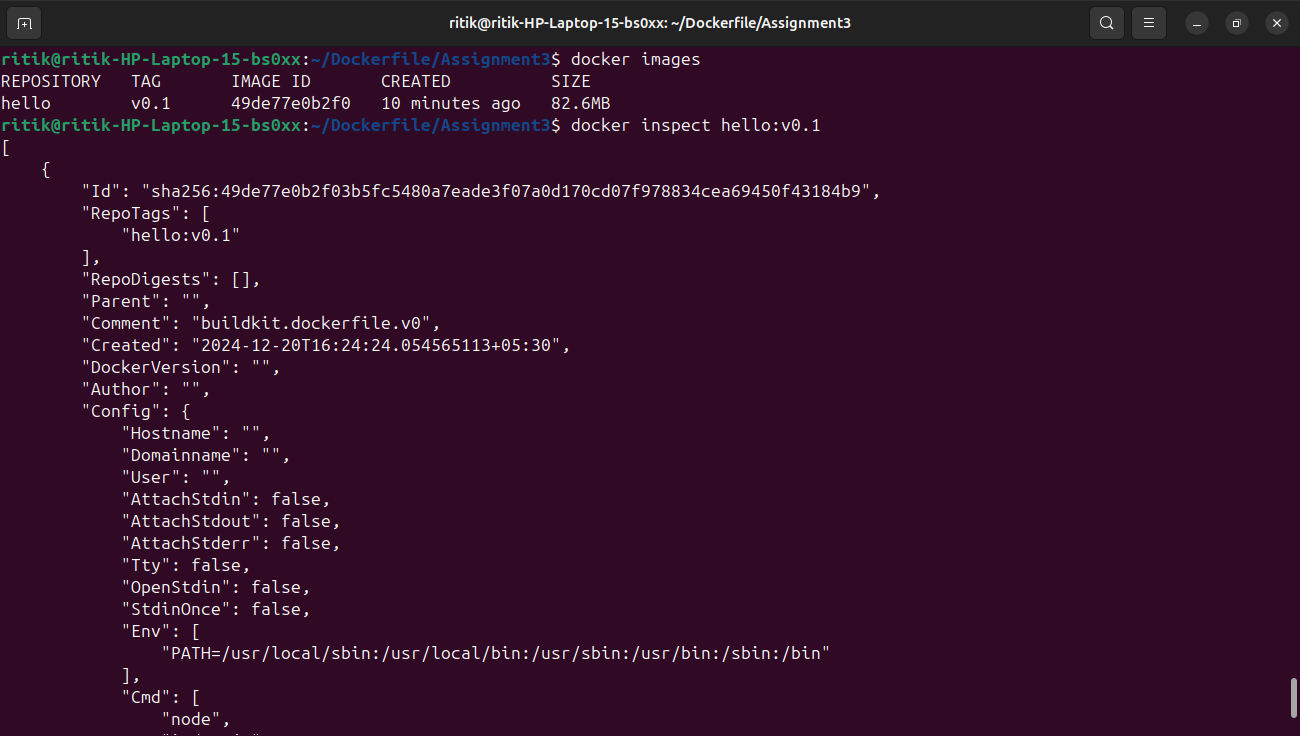 ritik@ritik-HP-Laptop-15-bs0xx: ~/Dockerfile/Assignment3
ritik@ritik-HP-Laptop-15-bs0xx:~/Dockerfile/Assignment3$ docker images
REPOSITORY   TAG       IMAGE ID       CREATED          SIZE
hello        v0.1      49de77e0b2f0   10 minutes ago   82.6MB
ritik@ritik-HP-Laptop-15-bs0xx:~/Dockerfile/Assignment3$ docker inspect hello:v0.1
[
    {
        "Id": "sha256:49de77e0b2f03b5fc5480a7eade3f07a0d170cd07f978834cea69450f43184b9",
        "RepoTags": [
            "hello:v0.1"
        ],
        "RepoDigests": [],
        "Parent": "",
        "Comment": "buildkit.dockerfile.v0",
        "Created": "2024-12-20T16:24:24.054565113+05:30",
        "DockerVersion": "",
        "Author": "",
        "Config": {
            "Hostname": "",
            "Domainname": "",
            "User": "",
            "AttachStdin": false,
            "AttachStdout": false,
            "AttachStderr": false,
            "Tty": false,
            "OpenStdin": false,
            "StdinOnce": false,
            "Env": [
                "PATH=/usr/local/sbin:/usr/local/bin:/usr/sbin:/usr/bin:/sbin:/bin"
            ],
            "Cmd": [
                "node",